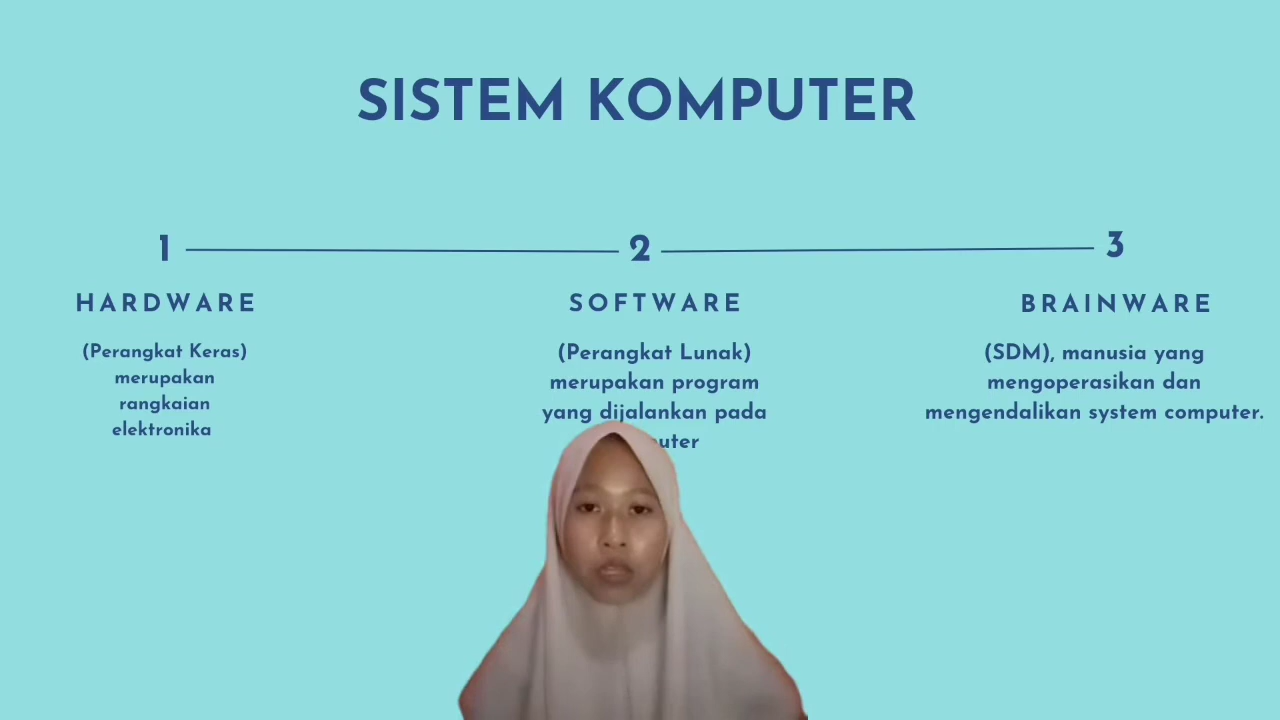 SISTEM KOMPUTER
1
HARDWARE
(Perangkat Keras)
merupakan
rangkaian
elektronika
2
SOFTWARE
(Perangkat Lunak)
merupakan program
yang dijalankan pada
3
BRAINWARE
(SDM), manusia yang
mengoperasikan dan
mengendalikan system computer.